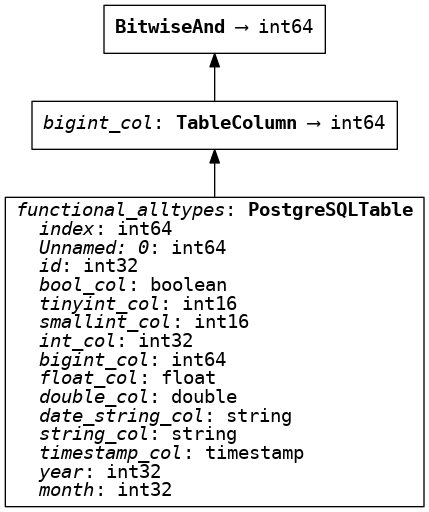 BitwiseAnd → int64
bigint_col: TableColumn → int64
functional_alltypes: PostgreSQLTable
index: int64
Unnamed: 0: int64
id: int32
bool_col: boolean
tinyint_col: int16
smallint_col: int16
int_col: int32
bigint_col: int64
float_col: float
double_col: double
date_string_col: string
string_col: string
timestamp_col: timestamp
year: int32
month: int32